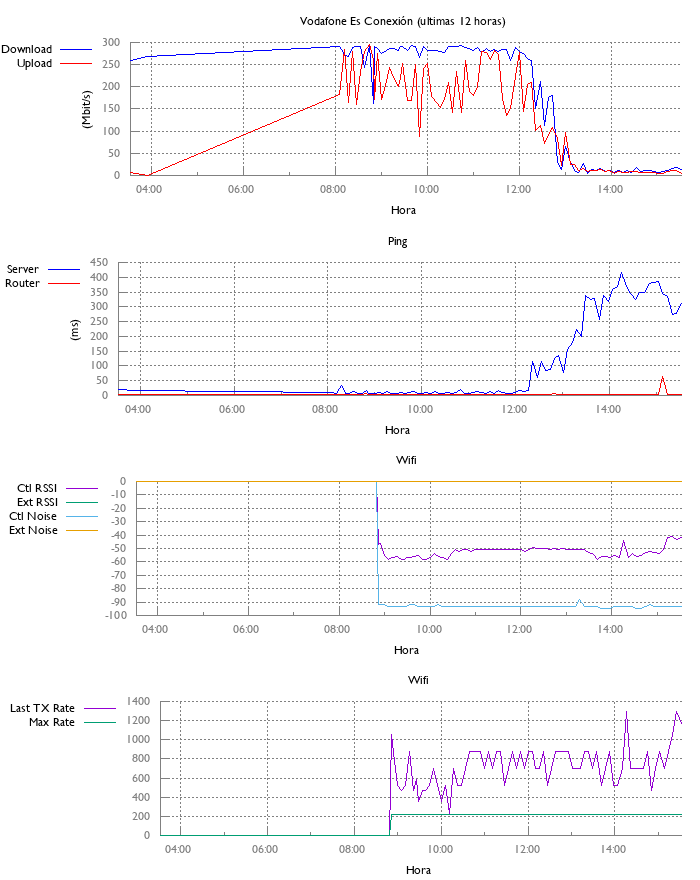 Vodafone Es Conexión (ultimas 12 horas)
Download
Upload
300
250
200
150
100
50
0
(Mbit/s)
04:00 06:00 08:00 10:00 12:00 14:00
Hora
Ping
Server
Router
450
400
350
300
250
200
150
100
50
0
(ms)
04:00 06:00 08:00 10:00 12:00 14:00
Hora
Wifi
Ctl RSSI
Ext RSSI
Ctl Noise
Ext Noise
0
-10
-20
-30
-40
-50
-60
-70
-80
-90
-100
04:00 06:00 08:00 10:00 12:00 14:00
Hora
Wifi
Last TX Rate
Max Rate
1400
1200
1000
800
600
400
200
0
04:00 06:00 08:00 10:00 12:00 14:00
Hora